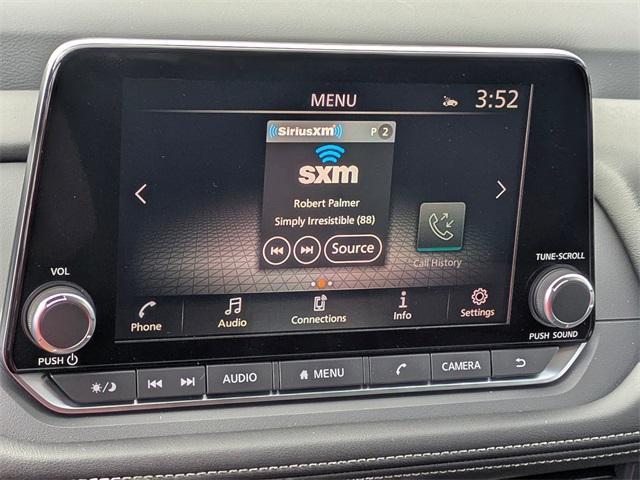 MENU
3:52
SiriusXM
P 2
sxm
Robert Palmer
Simply Irresistible (88)
Source
Call History
VOL
PUSH
TUNE-SCROLL
PUSH SOUND
Phone
Audio
Connections
Info
Settings
AUDIO
MENU
CAMERA